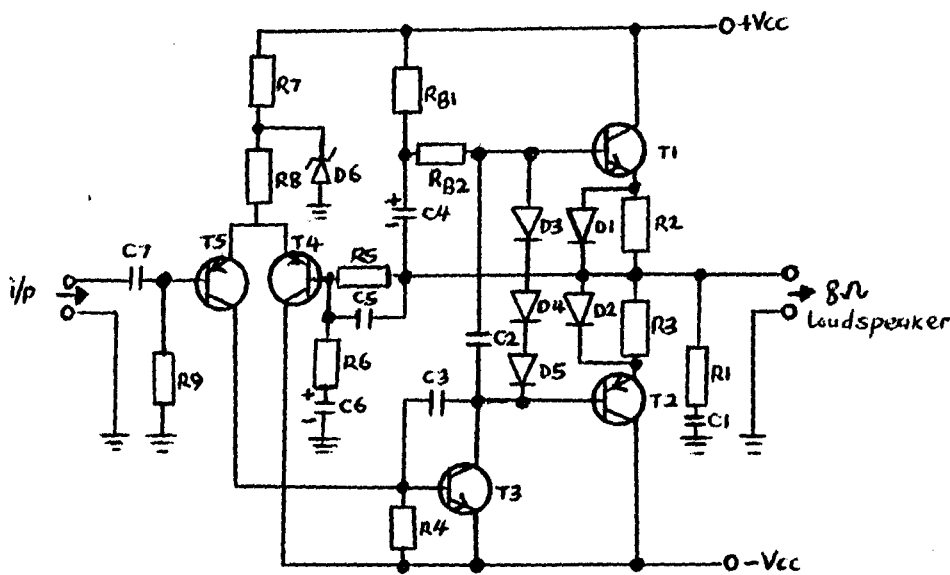 +Vcc
R7
RB1
R8
D6
RB2
T1
C4
D3
D1
R2
C7
T5
T4
R5
i/p
8Ω
loudspeaker
C5
D4
D2
R3
C2
R9
R6
D5
R1
C3
C6
T2
C1
T3
R4
-Vcc